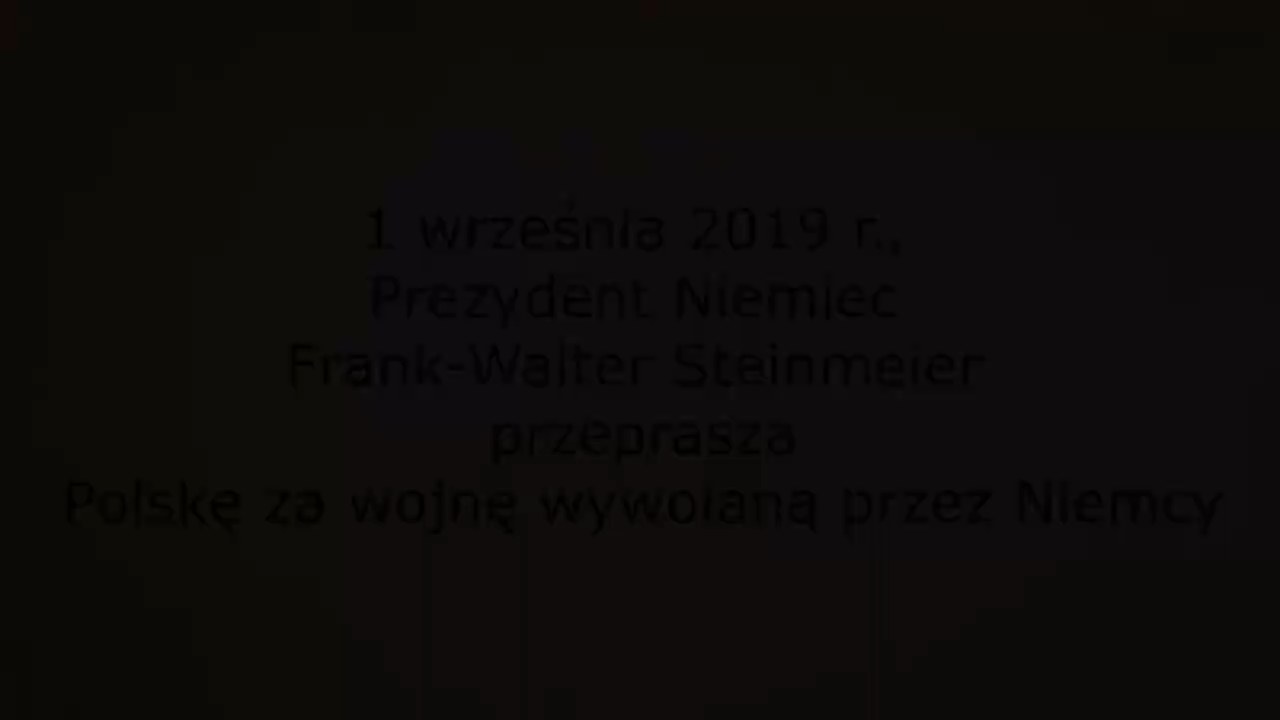 1 września 2019 r.,
Prezydent Niemiec
Frank-Walter Steinmeier
przeprasza
Polskę za wojnę wywołaną przez Niemcy